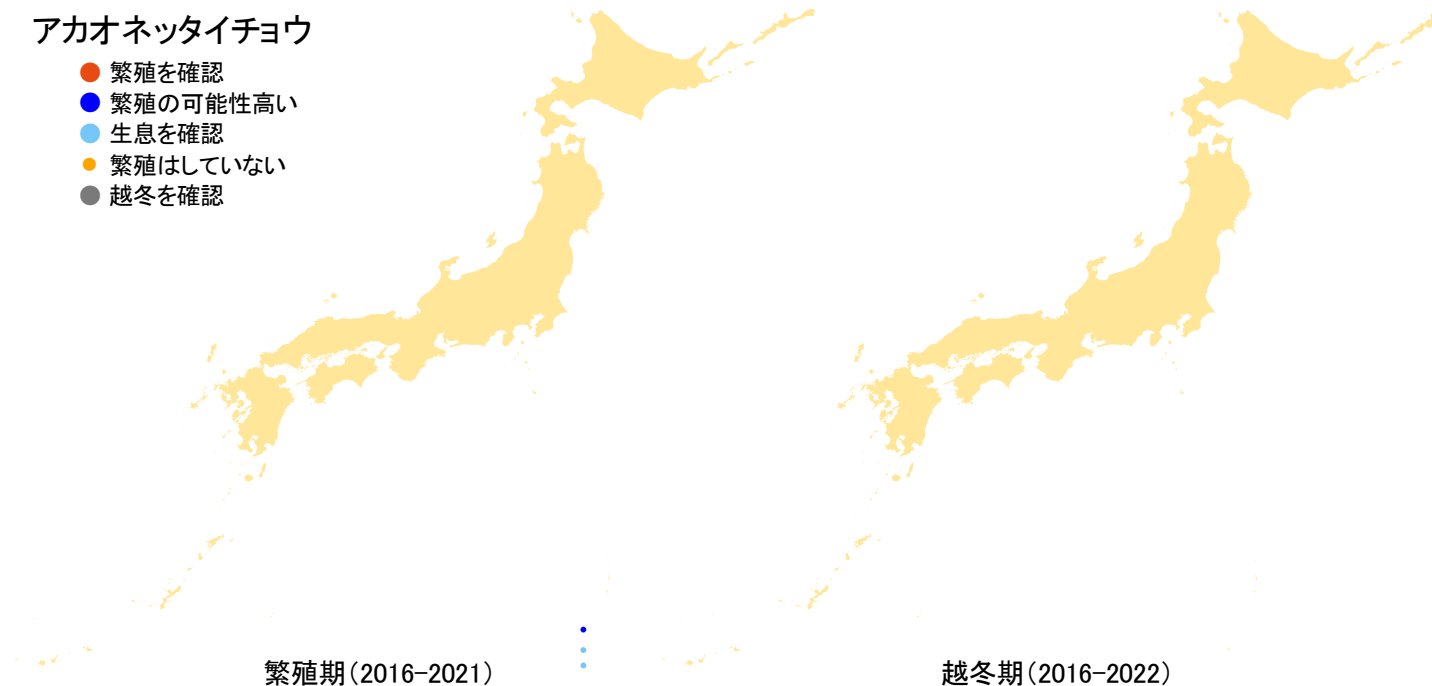 アカオネッタイチョウ
繁殖を確認
繁殖の可能性高い
生息を確認
繁殖はしていない
越冬を確認
繁殖期(2016-2021)
越冬期(2016-2022)